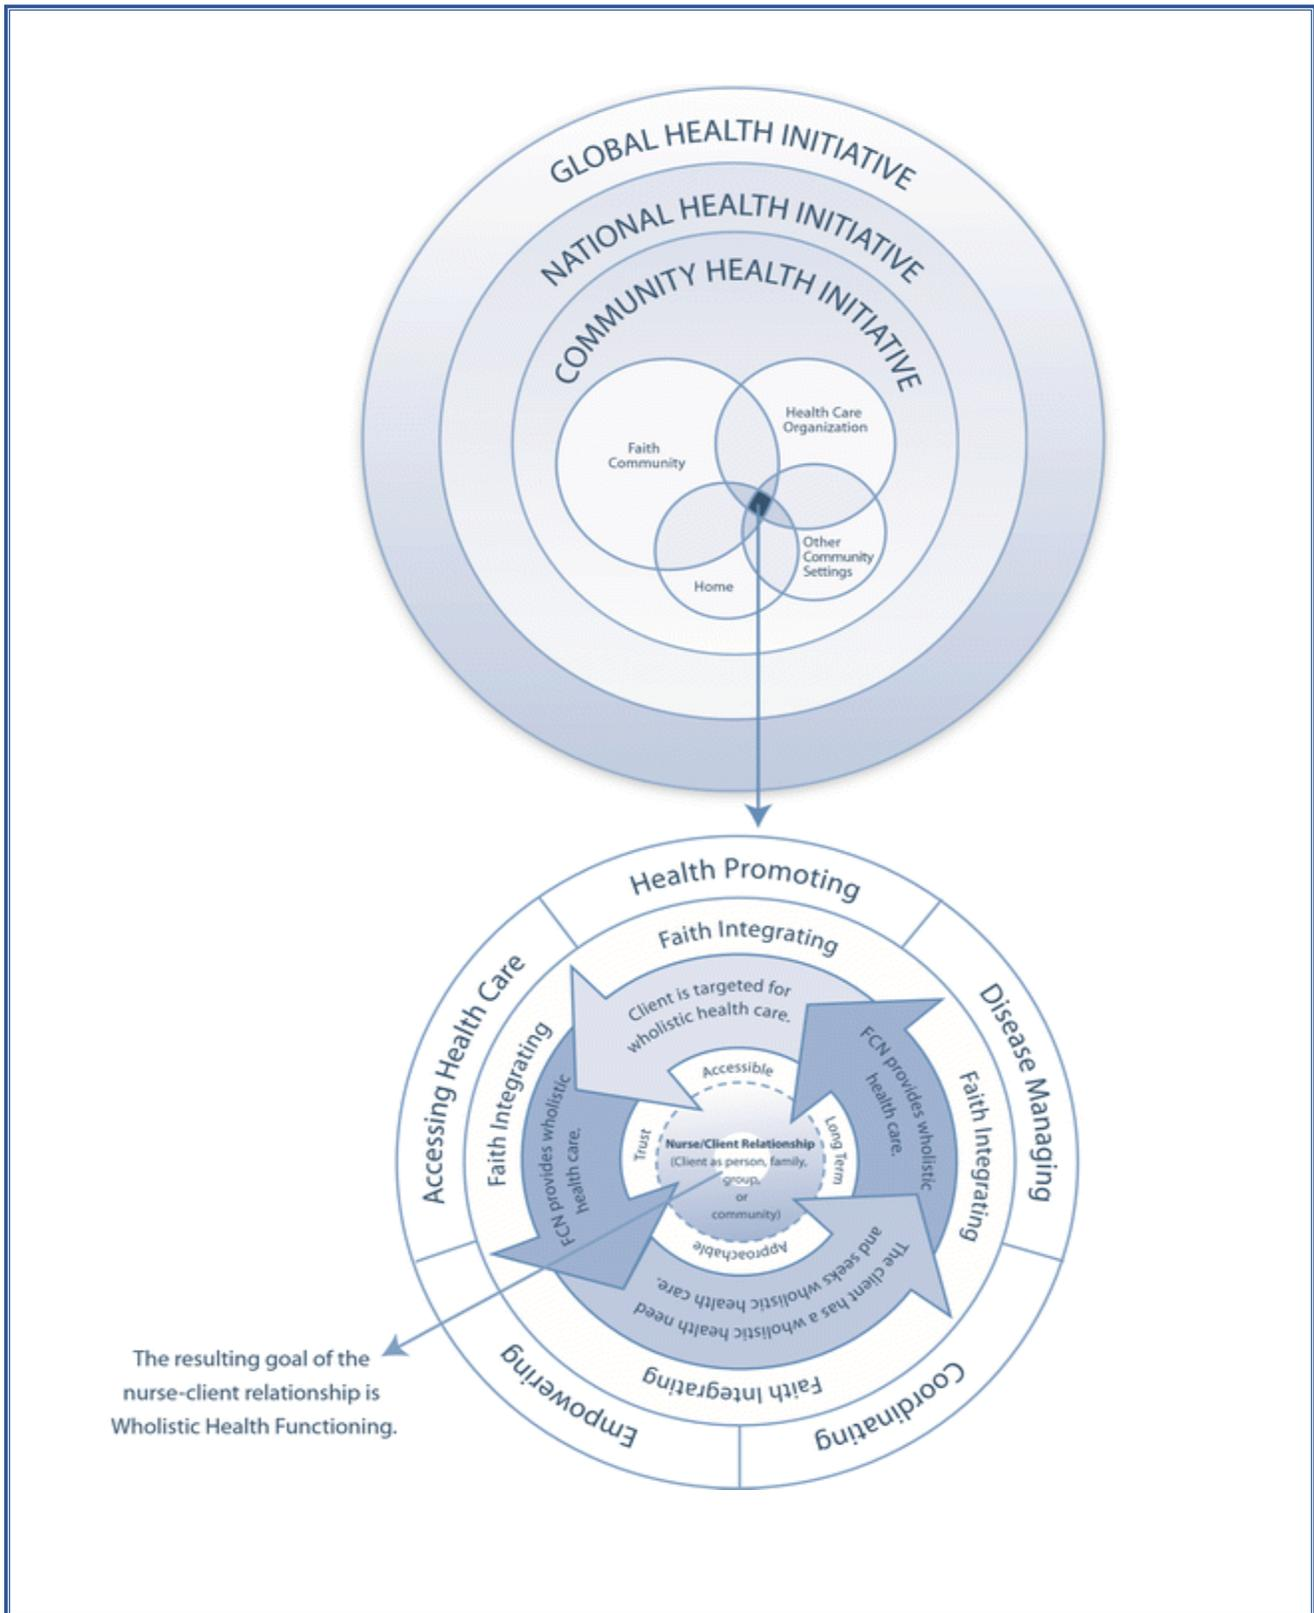 GLOBAL HEALTH INITIATIVE
NATIONAL HEALTH INITIATIVE
COMMUNITY HEALTH INITIATIVE
Faith
Community
Health Care
Organization
Other
Community
Settings
Home
Health Promoting
Faith Integrating
Client is targeted for
wholistic health care.
Accessible
Accessing Health Care
Faith Integrating
FCN provides wholistic
health care.
Trust
Nurse/Client Relationship
(Client as person, family,
group,
or
community)
Long Term
FCN provides wholistic
health care.
Faith Integrating
Disease Managing
Approachable
The client has a wholistic health need
and seeks wholistic health care.
Faith Integrating
Empowering
Coordinating
The resulting goal of the
nurse-client relationship is
Wholistic Health Functioning.